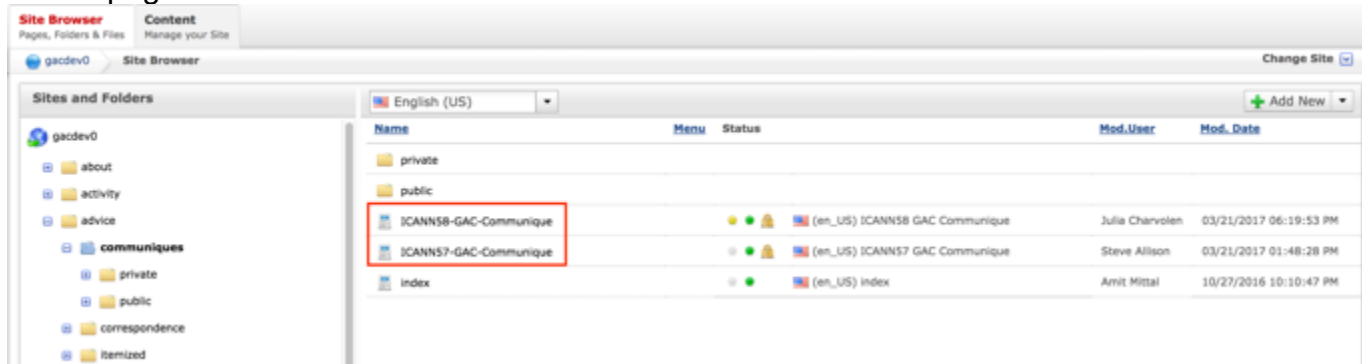 Site Browser
Pages, Folders & Files
Content
Manage your Site
gacdev0
Site Browser
Change Site
Sites and Folders
gacdev0
about
activity
advice
communiques
private
public
correspondence
itemized
English (US)
Add New
Name Menu Status Mod.User Mod. Date
private
public
ICANN58-GAC-Communique (en_US) ICANN58 GAC Communique Julia Charvolen 03/21/2017 06:19:53 PM
ICANN57-GAC-Communique (en_US) ICANN57 GAC Communique Steve Allison 03/21/2017 01:48:28 PM
index (en_US) index Amit Mittal 10/27/2016 10:10:47 PM